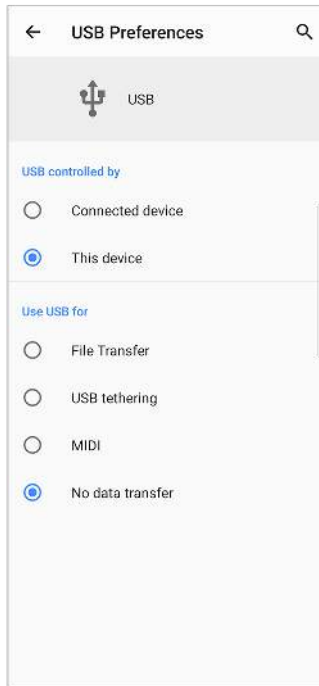 USB Preferences
USB
USB controlled by
Connected device
This device
Use USB for
File Transfer
USB tethering
MIDI
No data transfer